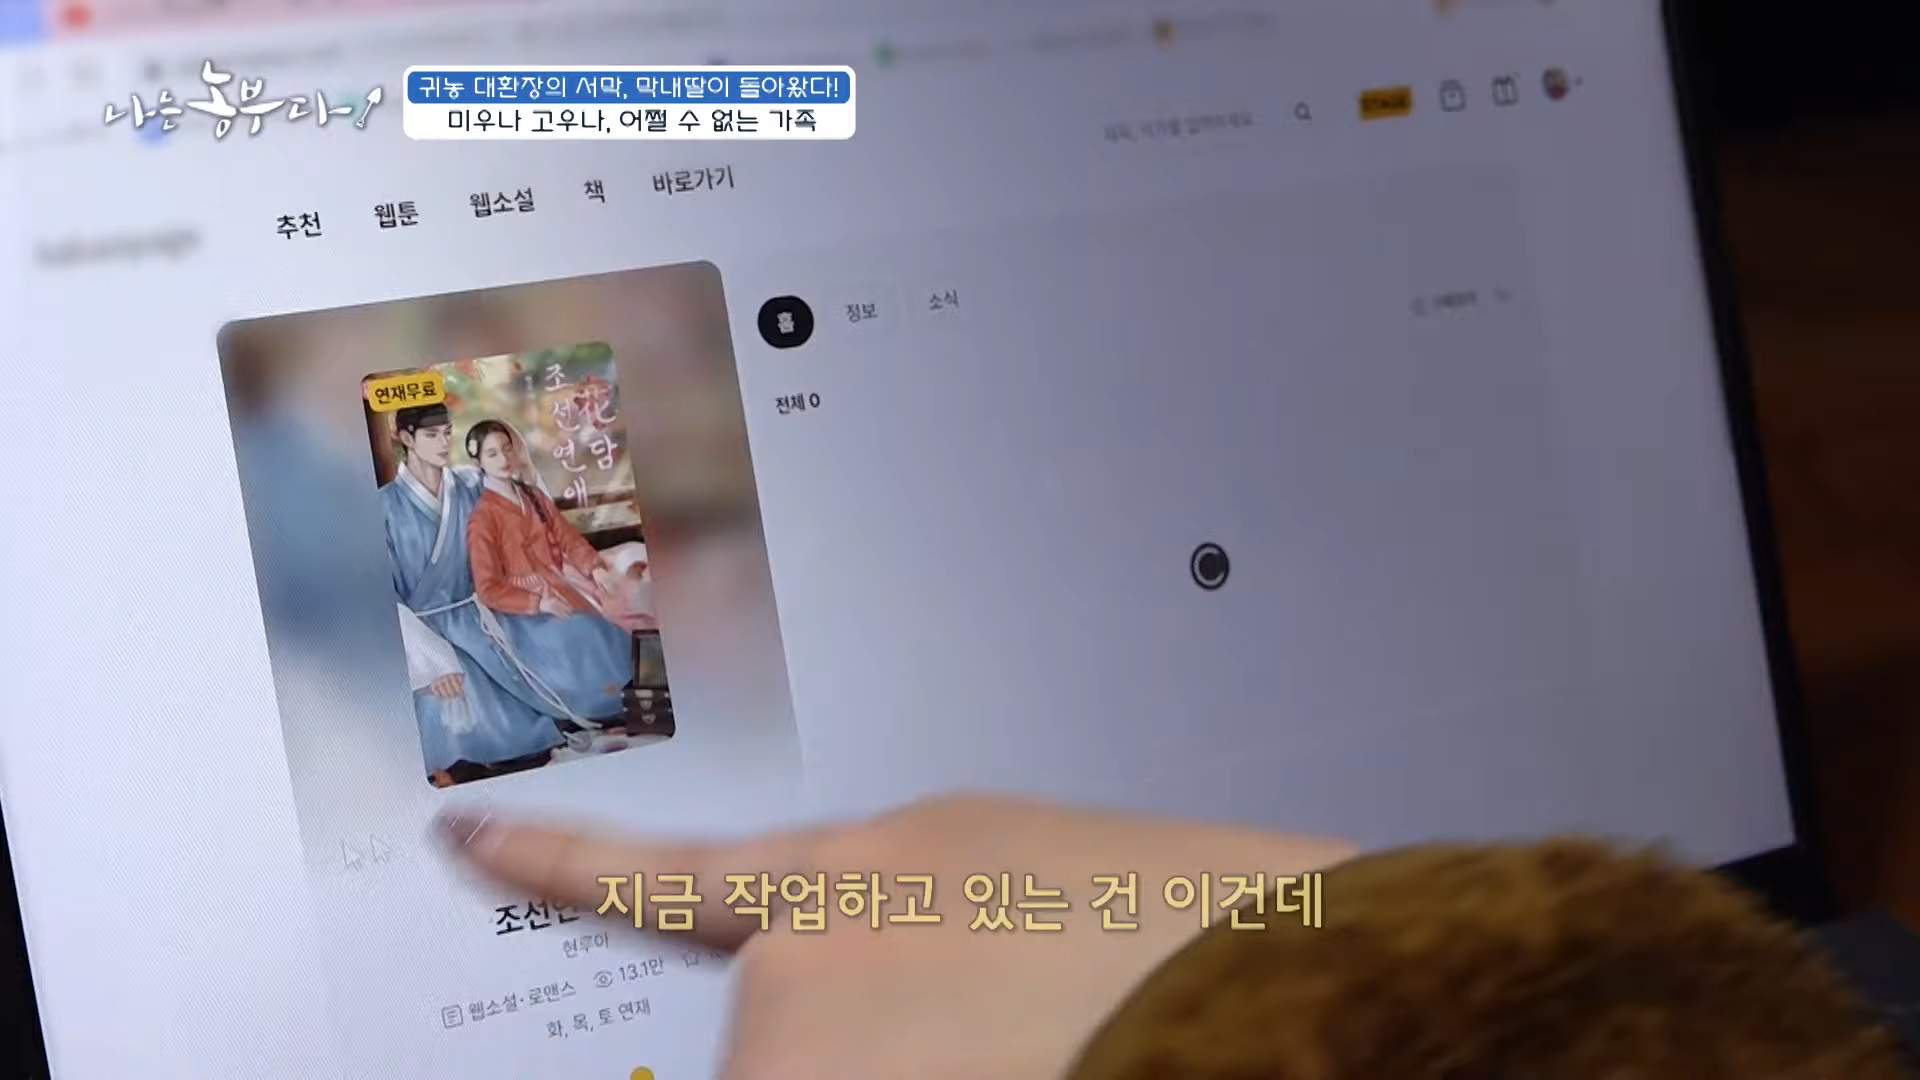 나는 농부다!
귀농 대환장의 서막, 막내딸이 돌아왔다!
미우나 고우나, 어쩔 수 없는 가족
STAGE
추천 웹툰 웹소설 책 바로가기
홈 정보 소식
전체 0
연재무료
조선연애
花담
지금 작업하고 있는 건 이건데
조선연
현루아
웹소설·로맨스 13.1만
화, 목, 토 연재